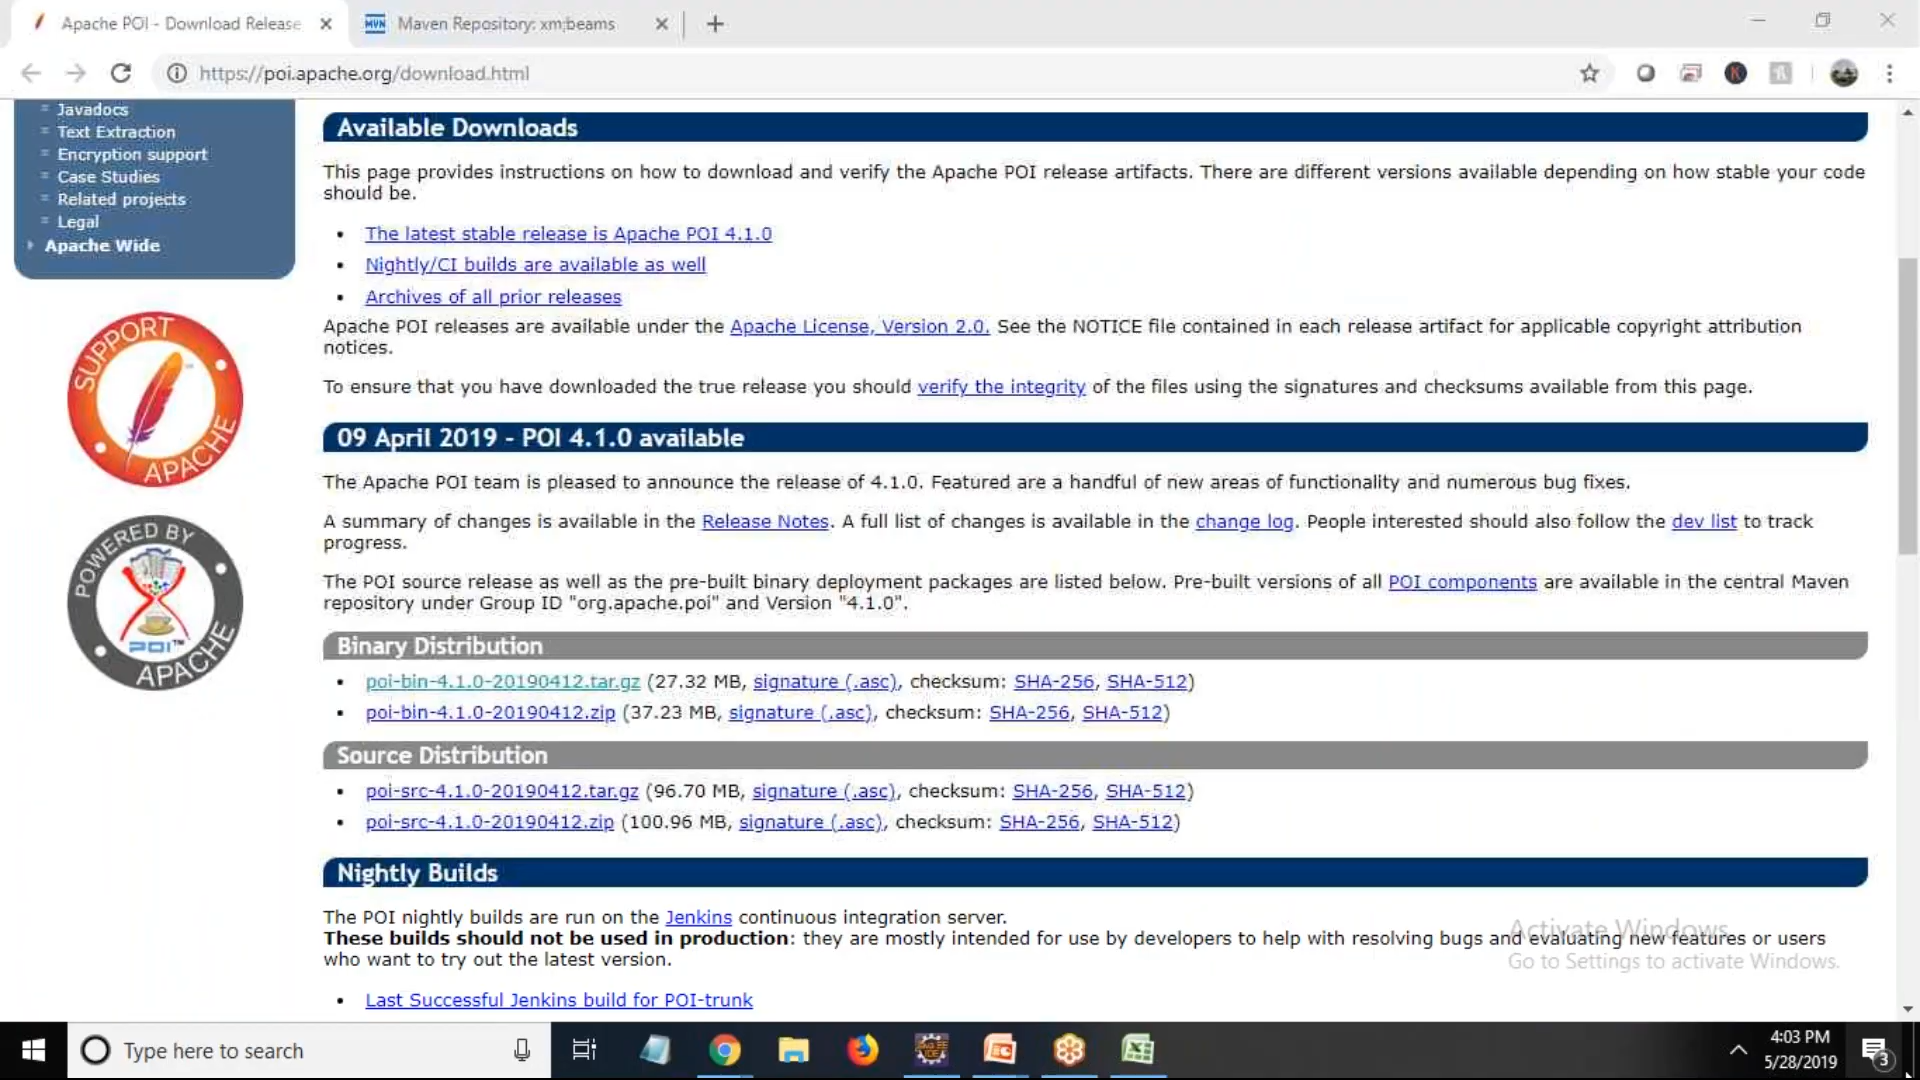 Apache POI - Download Release
Maven Repository: xm;beams
https://poi.apache.org/download.html
Javadocs
Text Extraction
Encryption support
Case Studies
Related projects
Legal
Apache Wide
SUPPORT APACHE
POWERED BY POI™ APACHE
Available Downloads
This page provides instructions on how to download and verify the Apache POI release artifacts. There are different versions available depending on how stable your code
should be.
• The latest stable release is Apache POI 4.1.0
• Nightly/CI builds are available as well
• Archives of all prior releases
Apache POI releases are available under the Apache License, Version 2.0. See the NOTICE file contained in each release artifact for applicable copyright attribution
notices.
To ensure that you have downloaded the true release you should verify the integrity of the files using the signatures and checksums available from this page.
09 April 2019 - POI 4.1.0 available
The Apache POI team is pleased to announce the release of 4.1.0. Featured are a handful of new areas of functionality and numerous bug fixes.
A summary of changes is available in the Release Notes. A full list of changes is available in the change log. People interested should also follow the dev list to track
progress.
The POI source release as well as the pre-built binary deployment packages are listed below. Pre-built versions of all POI components are available in the central Maven
repository under Group ID "org.apache.poi" and Version "4.1.0".
Binary Distribution
• poi-bin-4.1.0-20190412.tar.gz (27.32 MB, signature (.asc), checksum: SHA-256, SHA-512)
• poi-bin-4.1.0-20190412.zip (37.23 MB, signature (.asc), checksum: SHA-256, SHA-512)
Source Distribution
• poi-src-4.1.0-20190412.tar.gz (96.70 MB, signature (.asc), checksum: SHA-256, SHA-512)
• poi-src-4.1.0-20190412.zip (100.96 MB, signature (.asc), checksum: SHA-256, SHA-512)
Nightly Builds
The POI nightly builds are run on the Jenkins continuous integration server.
These builds should not be used in production: they are mostly intended for use by developers to help with resolving bugs and evaluating new features or users
who want to try out the latest version.
• Last Successful Jenkins build for POI-trunk
Activate Windows
Go to Settings to activate Windows.
Type here to search
4:03 PM
5/28/2019
3